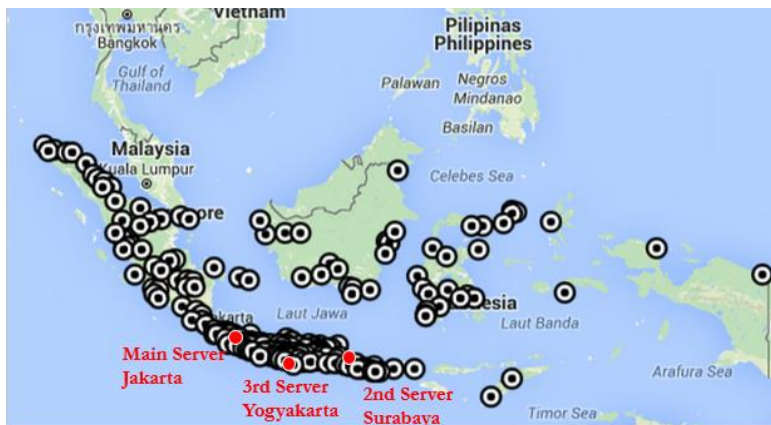 Vietnam
กรุงเทพมหานคร
Bangkok
Gulf of
Thailand
Pilipinas
Philippines
Palawan
Negros
Mindanao
Basilan
Malaysia
Kuala Lumpur
Celebes Sea
ore
akarta
Laut Jawa
esia
Laut Banda
Main Server
Jakarta
3rd Server
Yogyakarta
2nd Server
Surabaya
Arafura Sea
Timor Sea